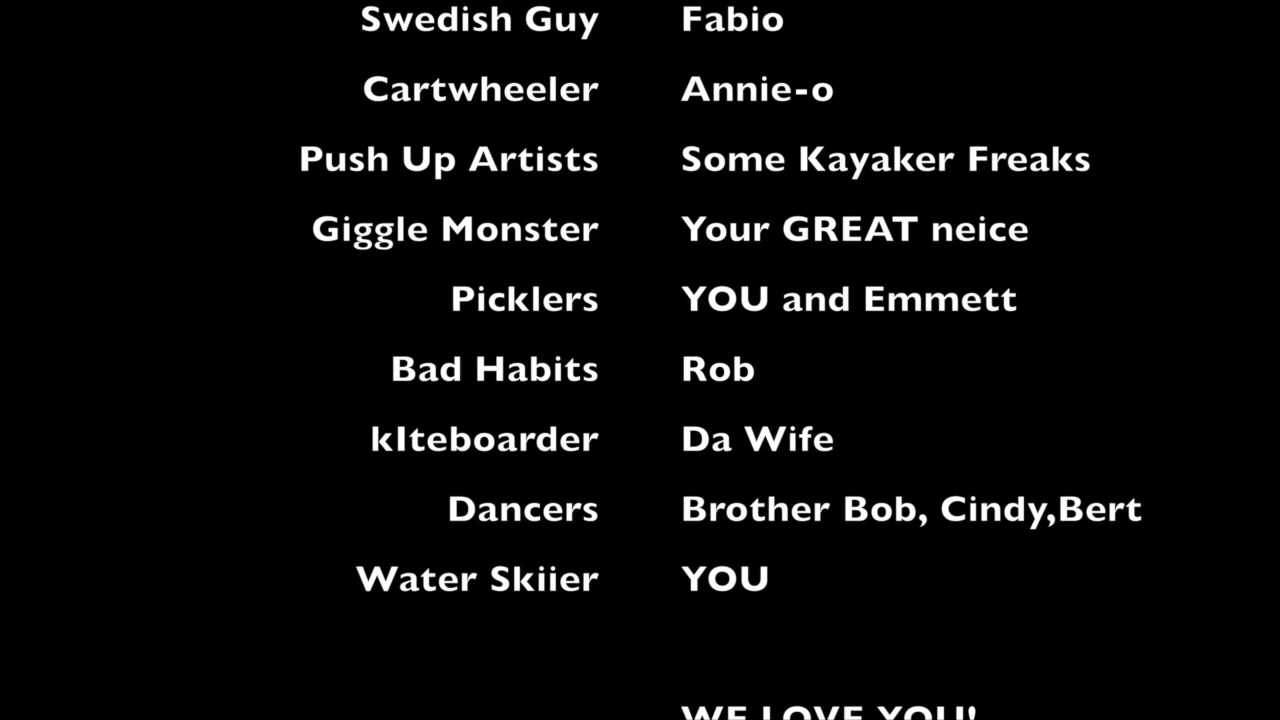 Swedish Guy Fabio
Cartwheeler Annie-o
Push Up Artists Some Kayaker Freaks
Giggle Monster Your GREAT neice
Picklers YOU and Emmett
Bad Habits Rob
kIteboarder Da Wife
Dancers Brother Bob, Cindy,Bert
Water Skiier YOU
WE LOVE YOU!